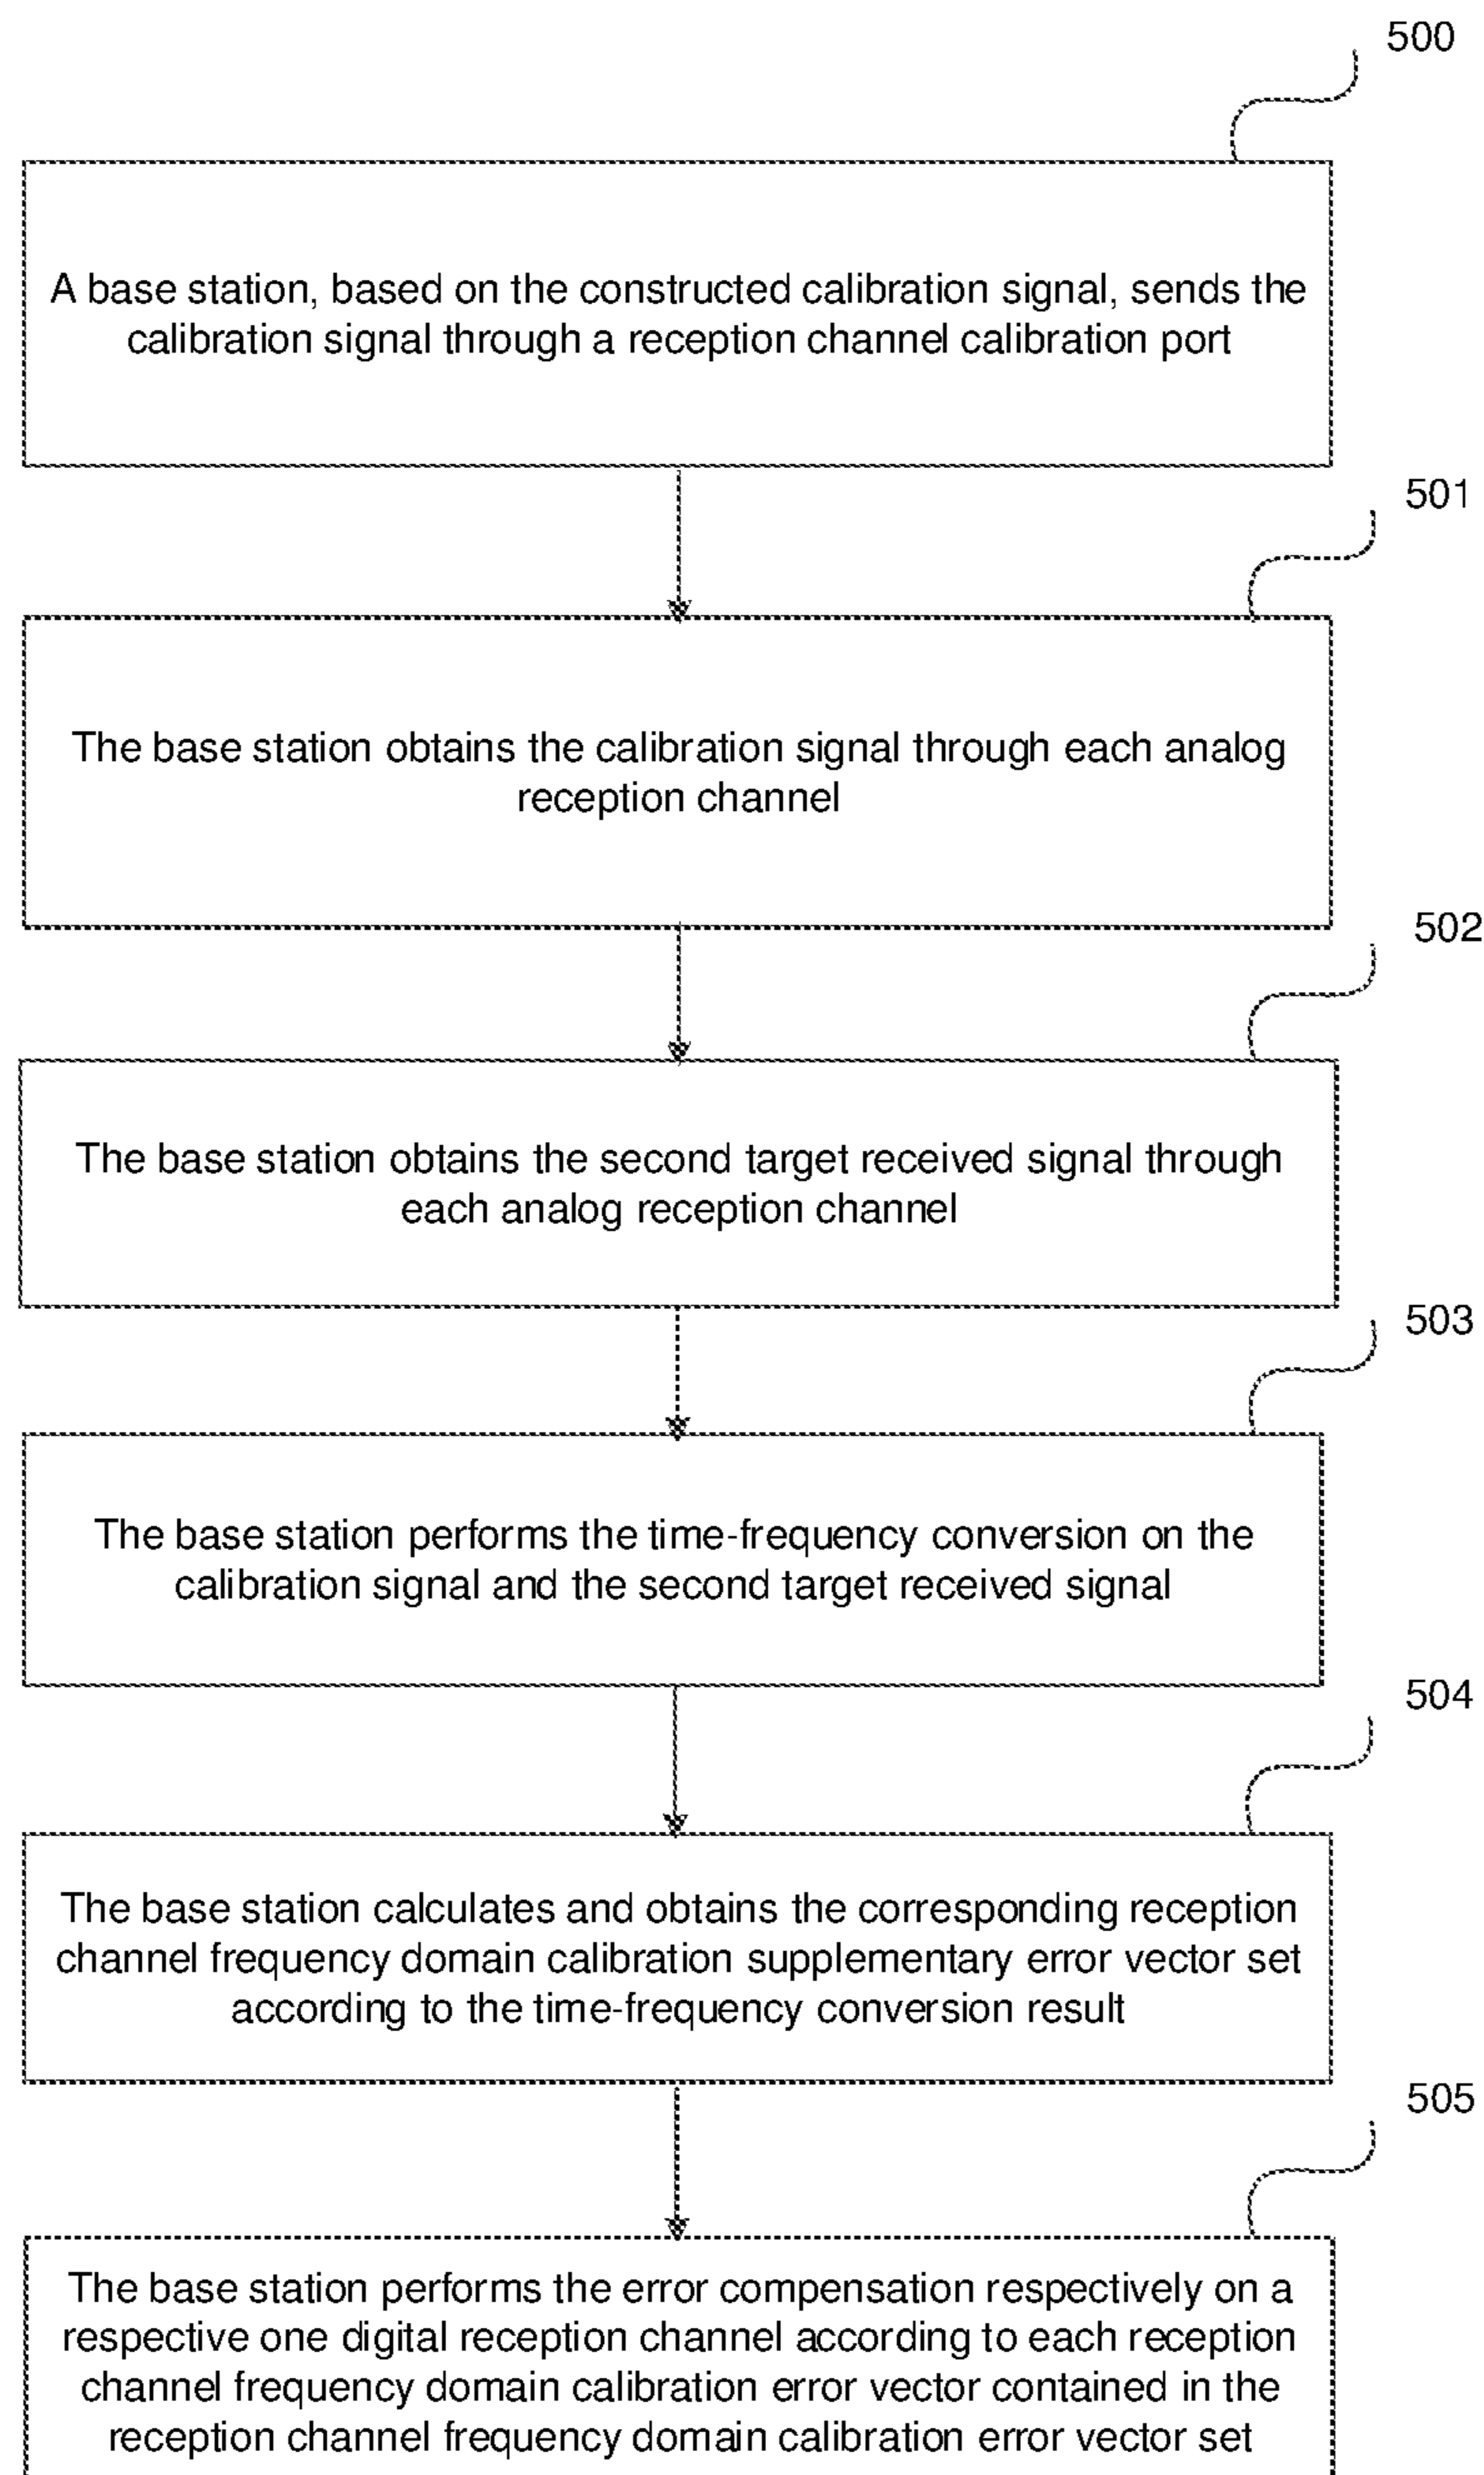 500
A base station, based on the constructed calibration signal, sends the
calibration signal through a reception channel calibration port
501
The base station obtains the calibration signal through each analog
reception channel
502
The base station obtains the second target received signal through
each analog reception channel
503
The base station performs the time-frequency conversion on the
calibration signal and the second target received signal
504
The base station calculates and obtains the corresponding reception
channel frequency domain calibration supplementary error vector set
according to the time-frequency conversion result
505
The base station performs the error compensation respectively on a
respective one digital reception channel according to each reception
channel frequency domain calibration error vector contained in the
reception channel frequency domain calibration error vector set